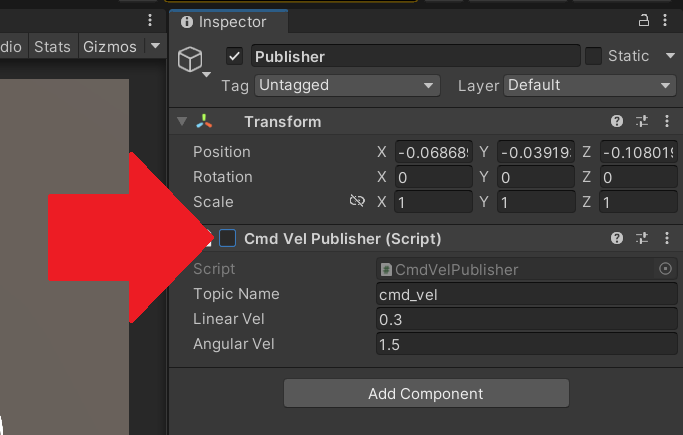 Inspector
dio Stats Gizmos
Publisher Static
Tag Untagged Layer Default
Transform
Position X -0.06868 Y -0.03919 Z -0.108019
Rotation X 0 Y 0 Z 0
Scale X 1 Y 1 Z 1
Cmd Vel Publisher (Script)
Script CmdVelPublisher
Topic Name cmd_vel
Linear Vel 0.3
Angular Vel 1.5
Add Component